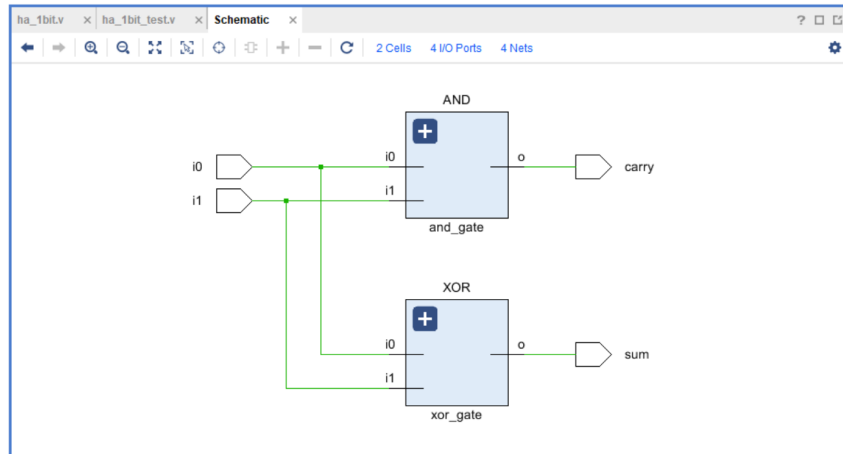 ha_1bit.v × ha_1bit_test.v × Schematic ×
?
2 Cells 4 I/O Ports 4 Nets
AND
i0 i0 o carry
i1 i1
and_gate
XOR
i0 o sum
i1
xor_gate